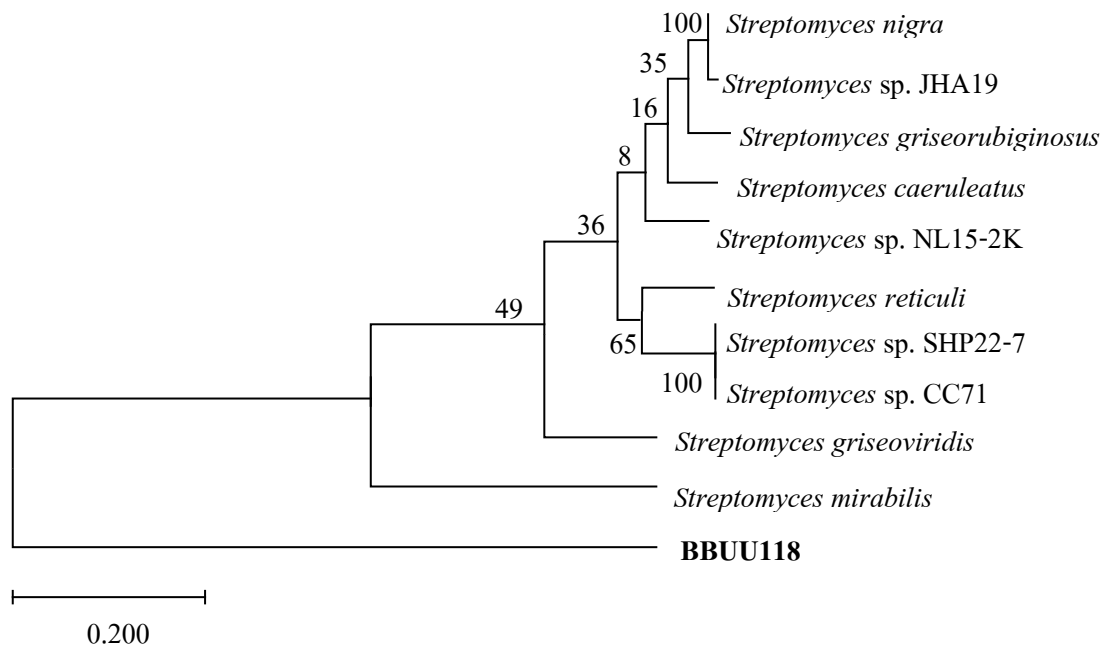 100 Streptomyces nigra
35
Streptomyces sp. JHA19
16
Streptomyces griseorubiginosus
8
Streptomyces caeruleatus
36
Streptomyces sp. NL15-2K
Streptomyces reticuli
49
65
Streptomyces sp. SHP22-7
100
Streptomyces sp. CC71
Streptomyces griseoviridis
Streptomyces mirabilis
BBUU118
0.200